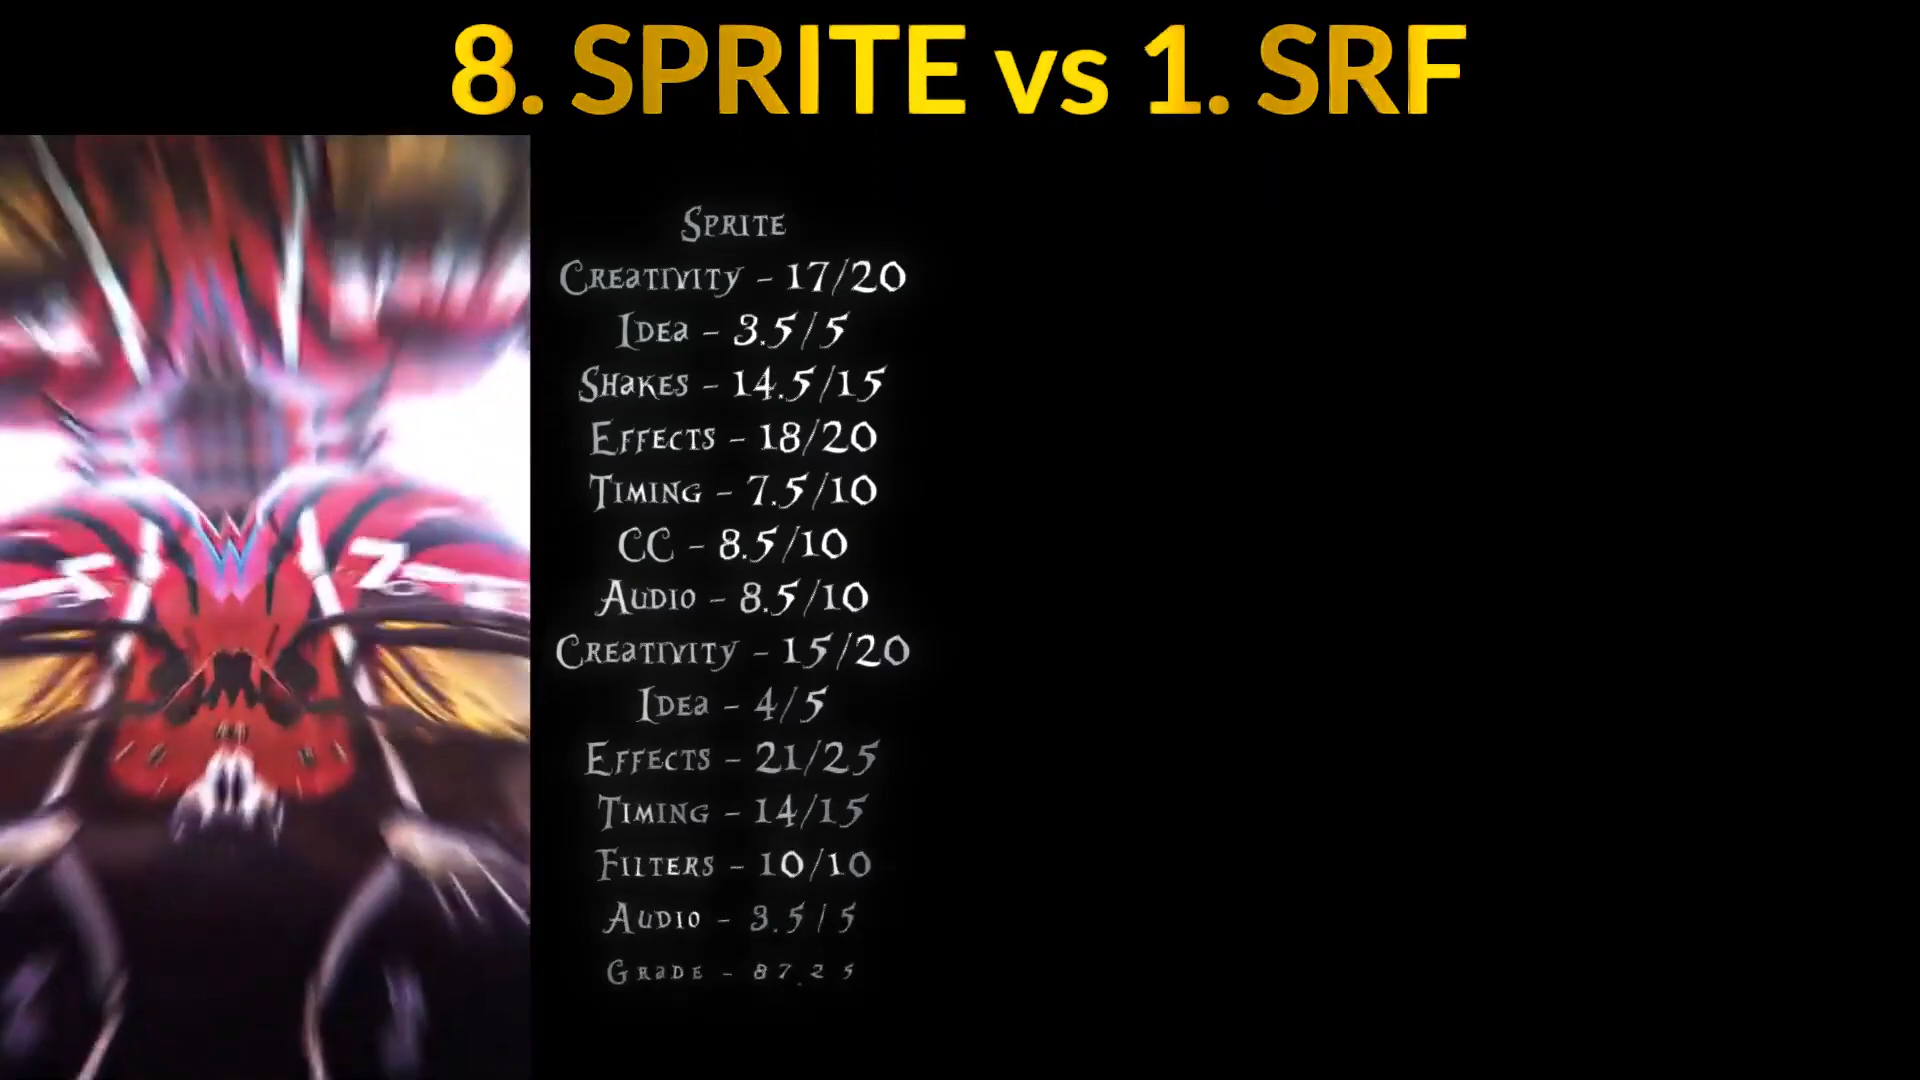 8. SPRITE vs 1. SRF
Sprite
Creativity - 17/20
Idea - 3.5/5
Shakes - 14.5/15
Effects - 18/20
Timing - 7.5/10
CC - 8.5/10
Audio - 8.5/10
Creativity - 15/20
Idea - 4/5
Effects - 21/25
Timing - 14/15
Filters - 10/10
Audio - 3.5/5
Grade - 87.25